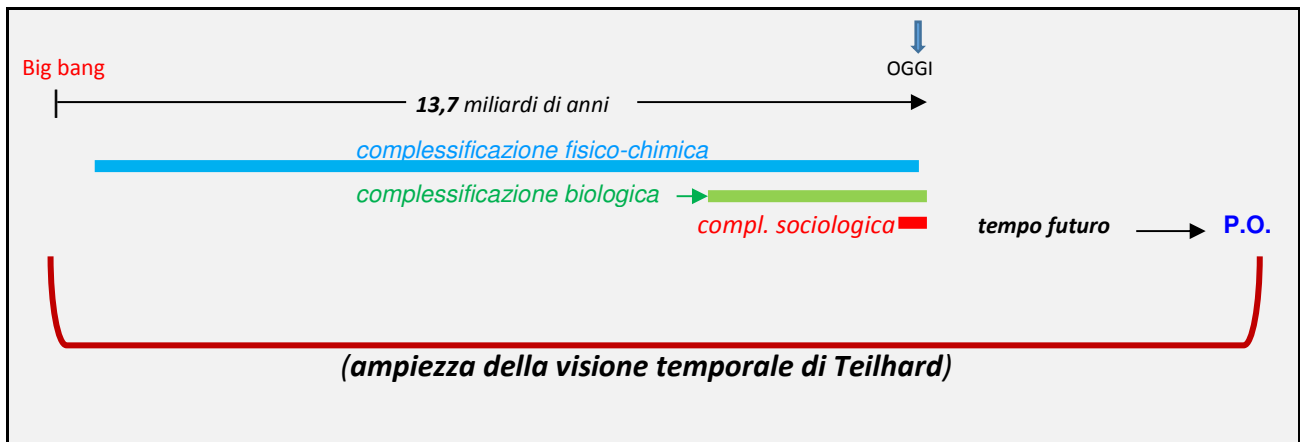 OGGI
Big bang
13,7 miliardi di anni
complessificazione fisico-chimica
complessificazione biologica
compl. sociologica tempo futuro P.O.
(ampiezza della visione temporale di Teilhard)